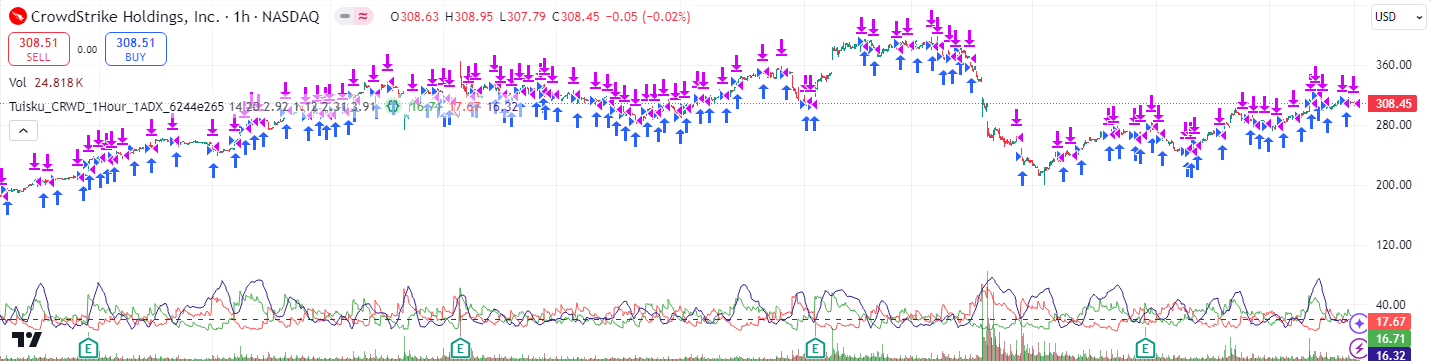 CrowdStrike Holdings, Inc. · 1h · NASDAQ O308.63 H308.95 L307.79 C308.45 −0.05 (−0.02%)
USD
308.51
SELL
0.00
308.51
BUY
Vol 24.818 K
Tuisku_CRWD_1Hour_1ADX_6244e265 14 20 2.92 1.12 2.31 3.91 16.71 17.67 16.32
360.00
308.45
280.00
200.00
120.00
40.00
17.67
16.71
16.32
E E E E